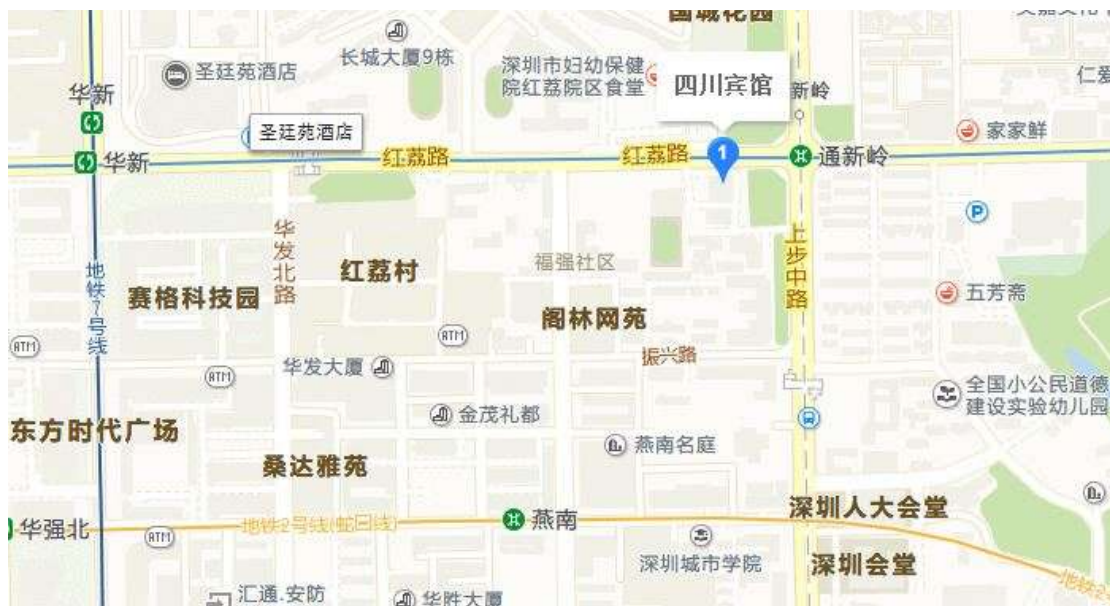 长城大厦9栋
圣廷苑酒店
深圳市妇幼保健
院红荔院区食堂
四川宾馆
仁爱
华新
圣廷苑酒店
新岭
家家鲜
华新
红荔路
红荔路
1
通新岭
P
华发北路
上步中路
福强社区
红荔村
地铁7号线
赛格科技园
五芳斋
阁林网苑
ATM
ATM
振兴路
华发大厦
ATM
全国小公民道德
建设实验幼儿园
金茂礼都
东方时代广场
燕南名庭
桑达雅苑
深圳人大会堂
华强北
地铁2号线(蛇口线)
燕南
ATM
深圳城市学院
深圳会堂
地铁2
汇通.安防
华胜大厦